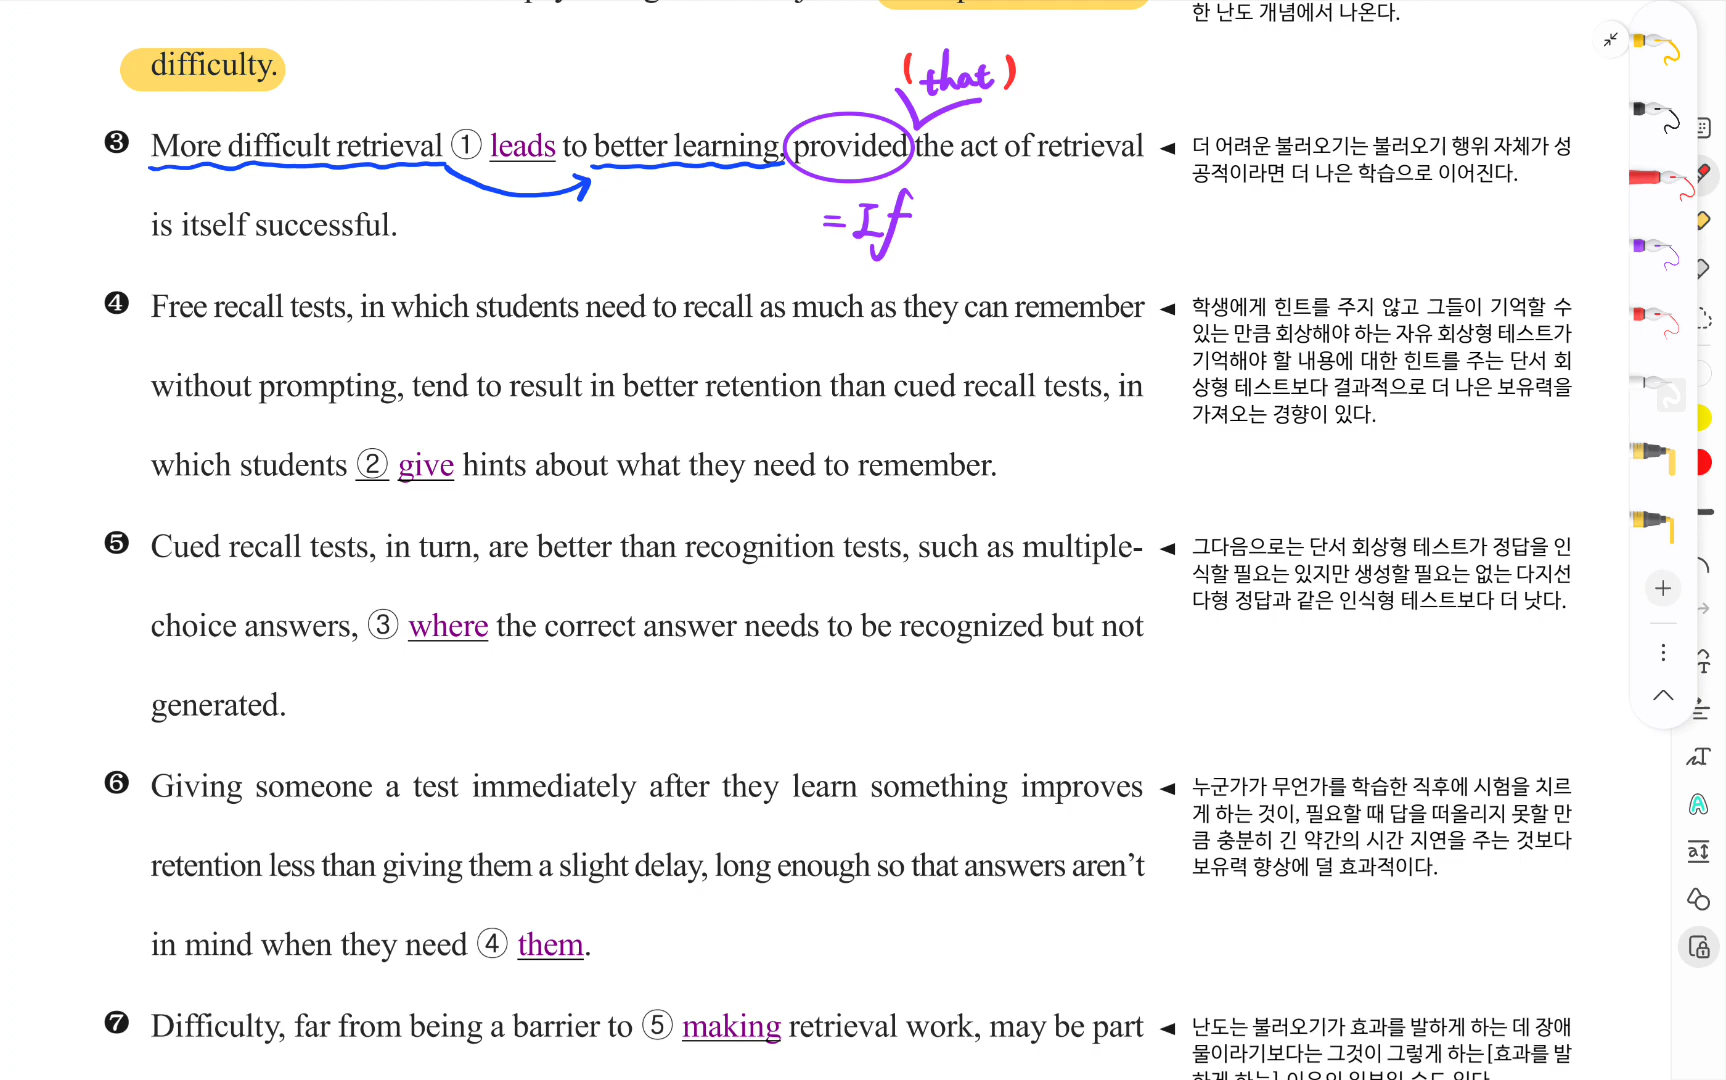 한 난도 개념에서 나온다.
difficulty.
(that)
❸ More difficult retrieval ① leads to better learning, provided the act of retrieval
is itself successful.
= If
더 어려운 불러오기는 불러오기 행위 자체가 성
공적이라면 더 나은 학습으로 이어진다.
❹ Free recall tests, in which students need to recall as much as they can remember
without prompting, tend to result in better retention than cued recall tests, in
which students ② give hints about what they need to remember.
학생에게 힌트를 주지 않고 그들이 기억할 수
있는 만큼 회상해야 하는 자유 회상형 테스트가
기억해야 할 내용에 대한 힌트를 주는 단서 회
상형 테스트보다 결과적으로 더 나은 보유력을
가져오는 경향이 있다.
❺ Cued recall tests, in turn, are better than recognition tests, such as multiple-
choice answers, ③ where the correct answer needs to be recognized but not
generated.
그다음으로는 단서 회상형 테스트가 정답을 인
식할 필요는 있지만 생성할 필요는 없는 다지선
다형 정답과 같은 인식형 테스트보다 더 낫다.
❻ Giving someone a test immediately after they learn something improves
retention less than giving them a slight delay, long enough so that answers aren’t
in mind when they need ④ them.
누군가가 무언가를 학습한 직후에 시험을 치르
게 하는 것이, 필요할 때 답을 떠올리지 못할 만
큼 충분히 긴 약간의 시간 지연을 주는 것보다
보유력 향상에 덜 효과적이다.
❼ Difficulty, far from being a barrier to ⑤ making retrieval work, may be part
난도는 불러오기가 효과를 발하게 하는 데 장애
물이라기보다는 그것이 그렇게 하는[효과를 발